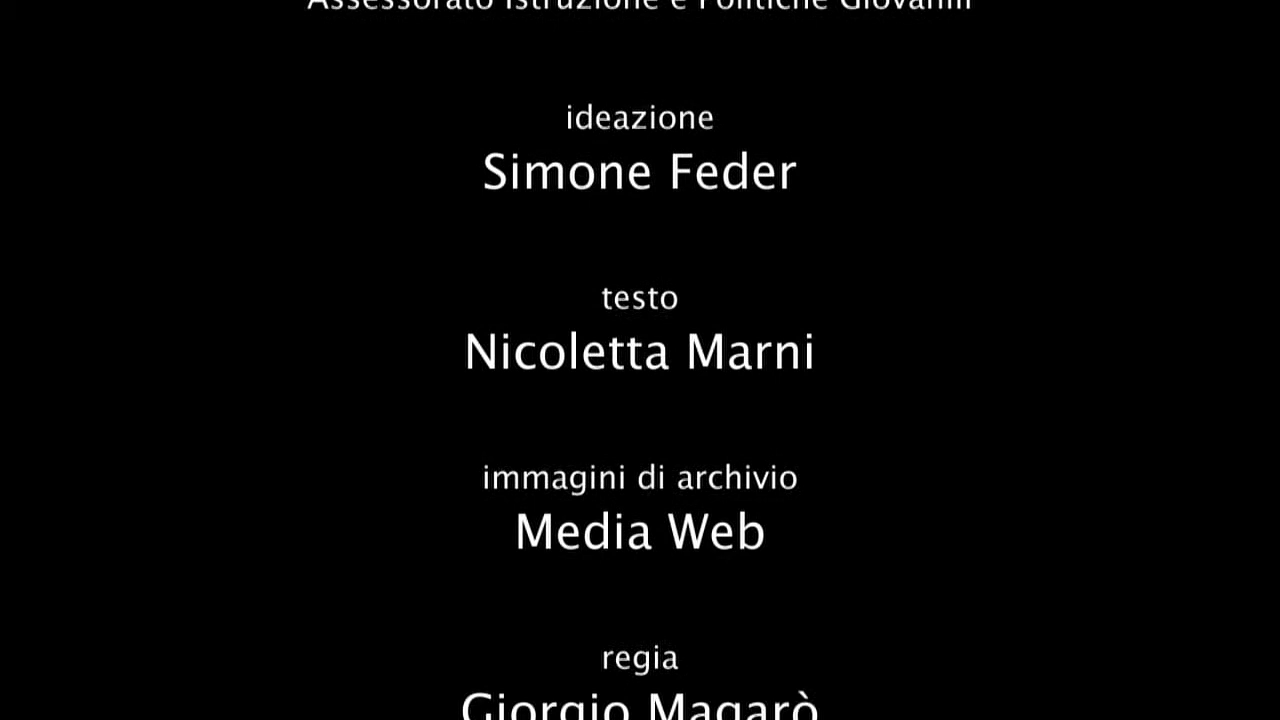 Assessorato Istruzione e Politiche Giovanili
ideazione
Simone Feder
testo
Nicoletta Marni
immagini di archivio
Media Web
regia
Giorgio Magarò